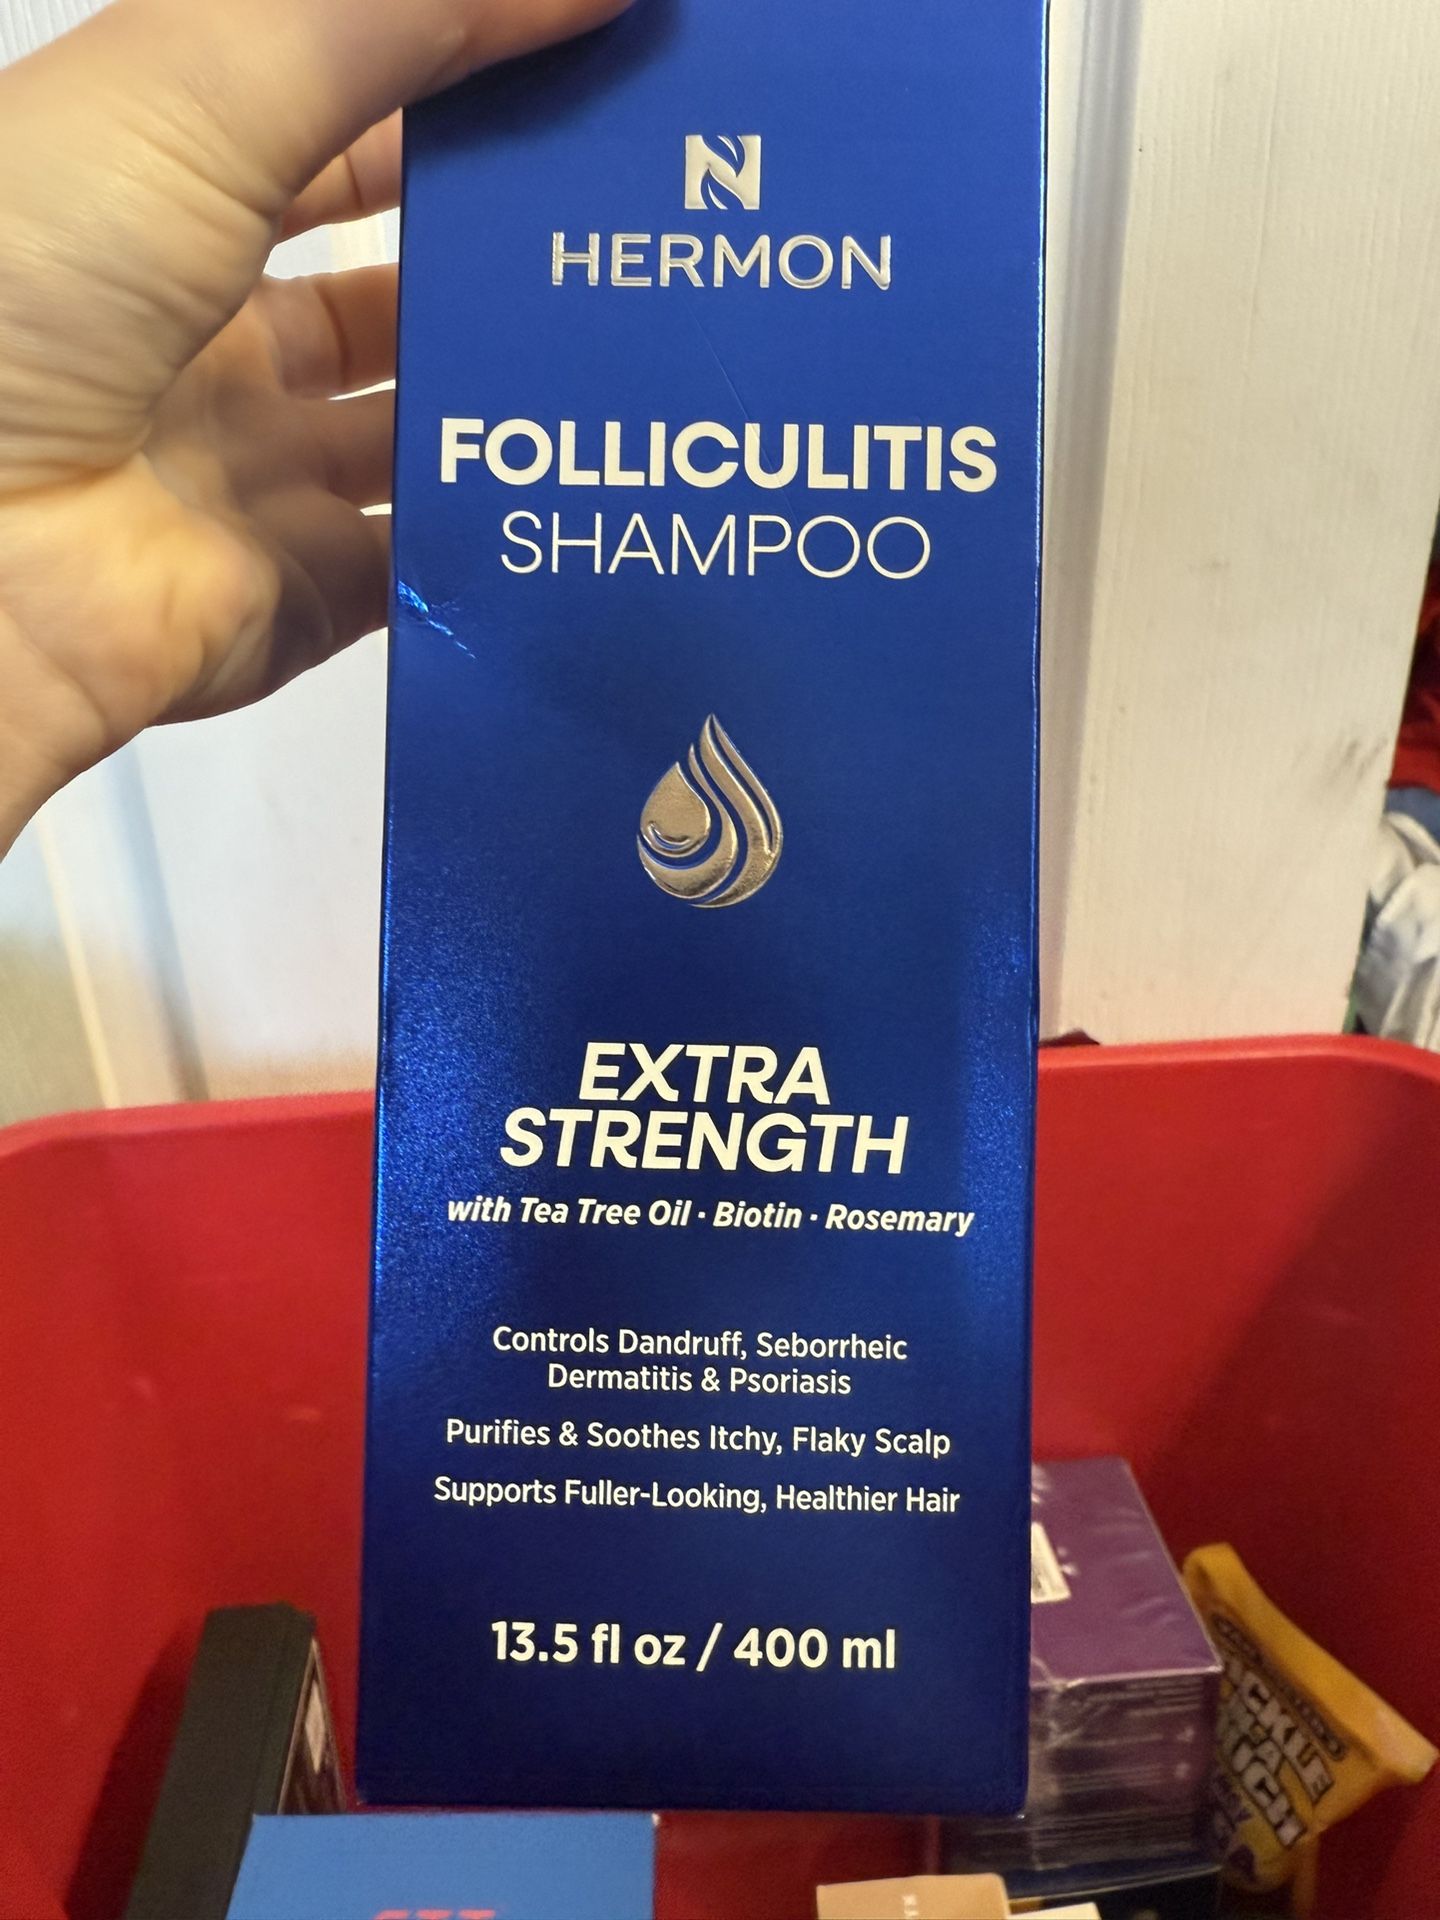 HERMON
FOLLICULITIS
SHAMPOO
EXTRA
STRENGTH
with Tea Tree Oil · Biotin · Rosemary
Controls Dandruff, Seborrheic
Dermatitis & Psoriasis
Purifies & Soothes Itchy, Flaky Scalp
Supports Fuller-Looking, Healthier Hair
13.5 fl oz / 400 ml